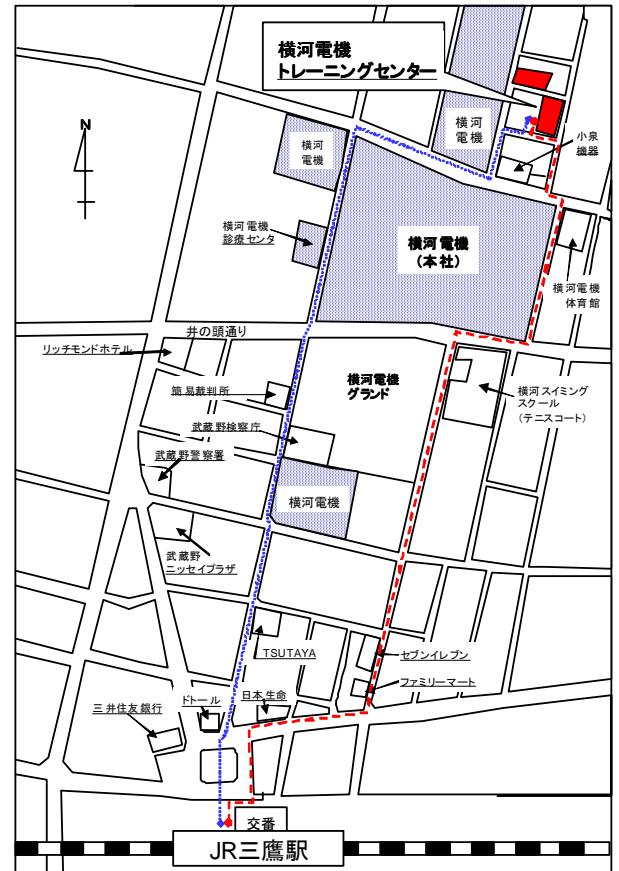 横河電機
トレーニングセンター
N
横河
電機
小泉
機器
横河
電機
横河電機
診療センタ
横河電機
(本社)
横河電機
体育館
井の頭通り
リッチモンドホテル
横河電機
グランド
簡易裁判所
横河スイミング
スクール
(テニスコート)
武蔵野検察庁
武蔵野警察署
横河電機
武蔵野
ニッセイプラザ
TSUTAYA
セブンイレブン
ファミリーマート
ドトール
日本生命
三井住友銀行
交番
JR三鷹駅